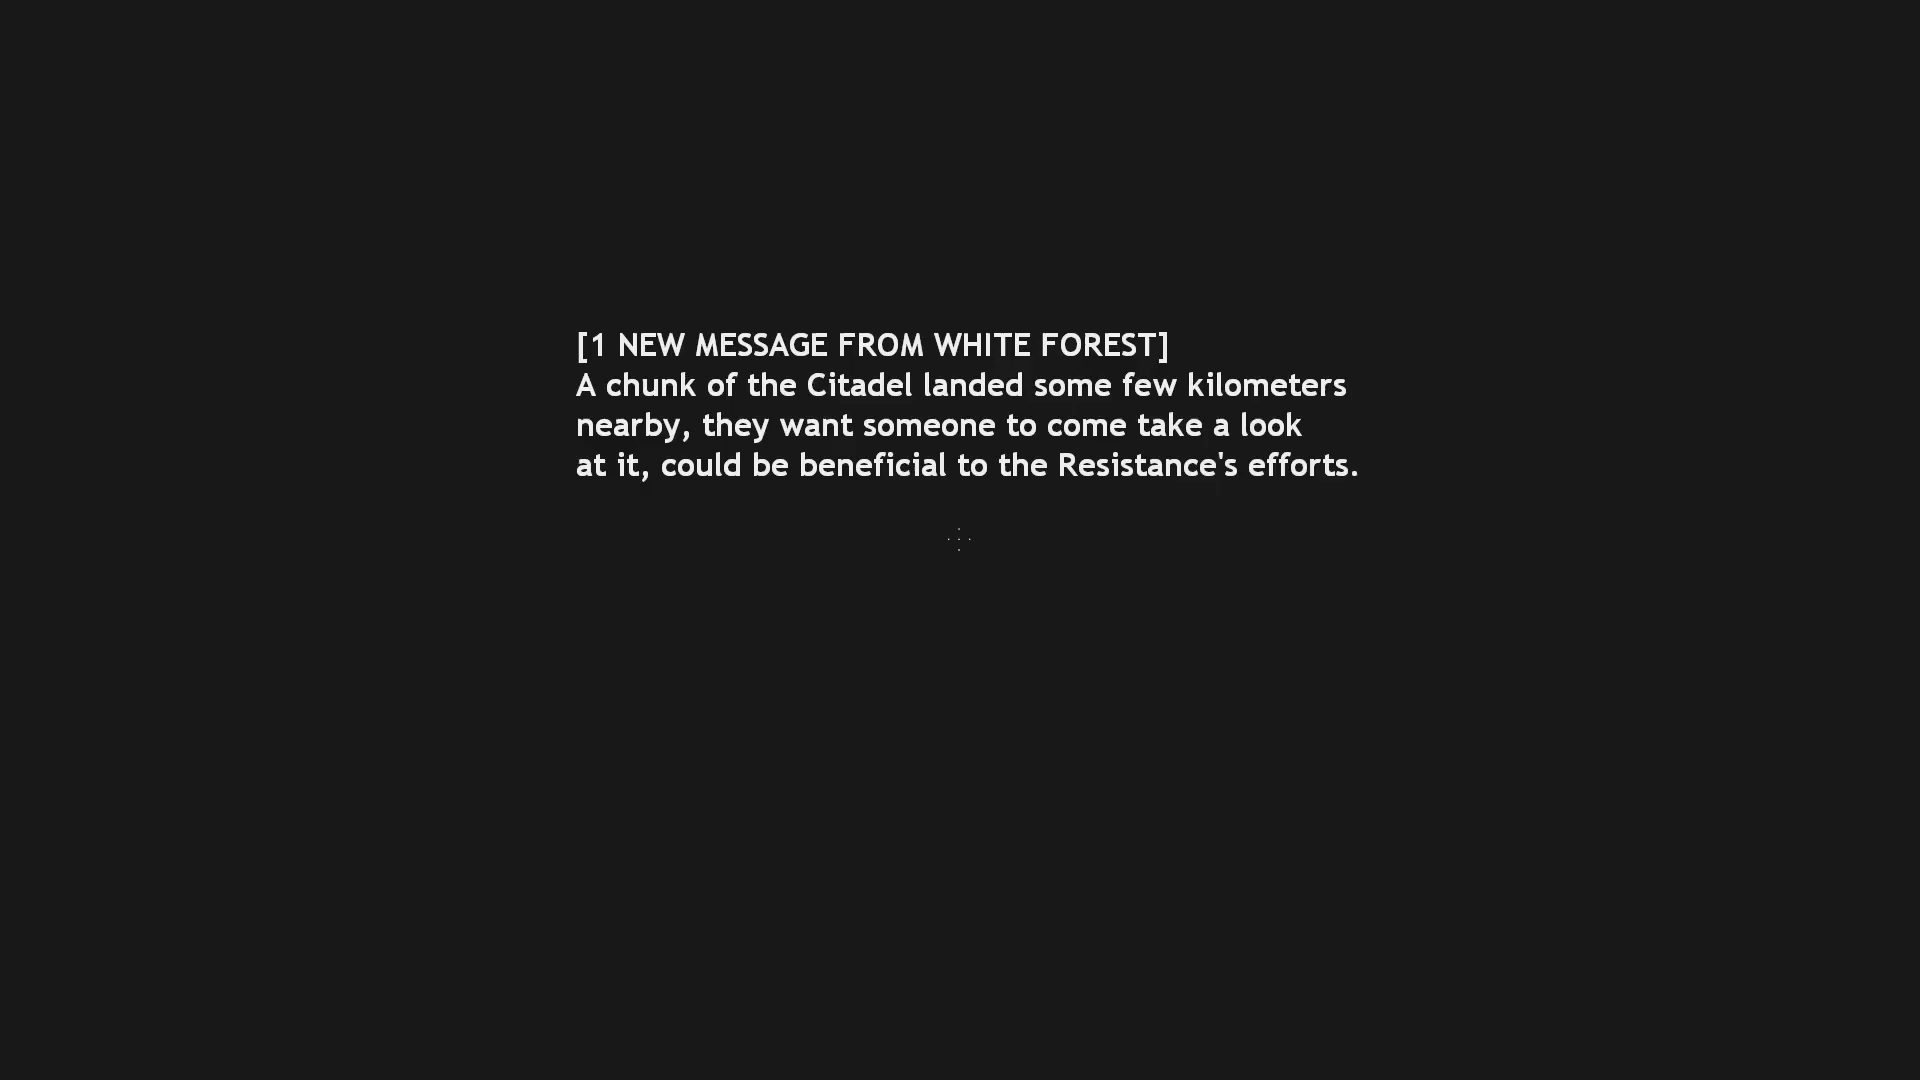 [1 NEW MESSAGE FROM WHITE FOREST]
A chunk of the Citadel landed some few kilometers
nearby, they want someone to come take a look
at it, could be beneficial to the Resistance's efforts.